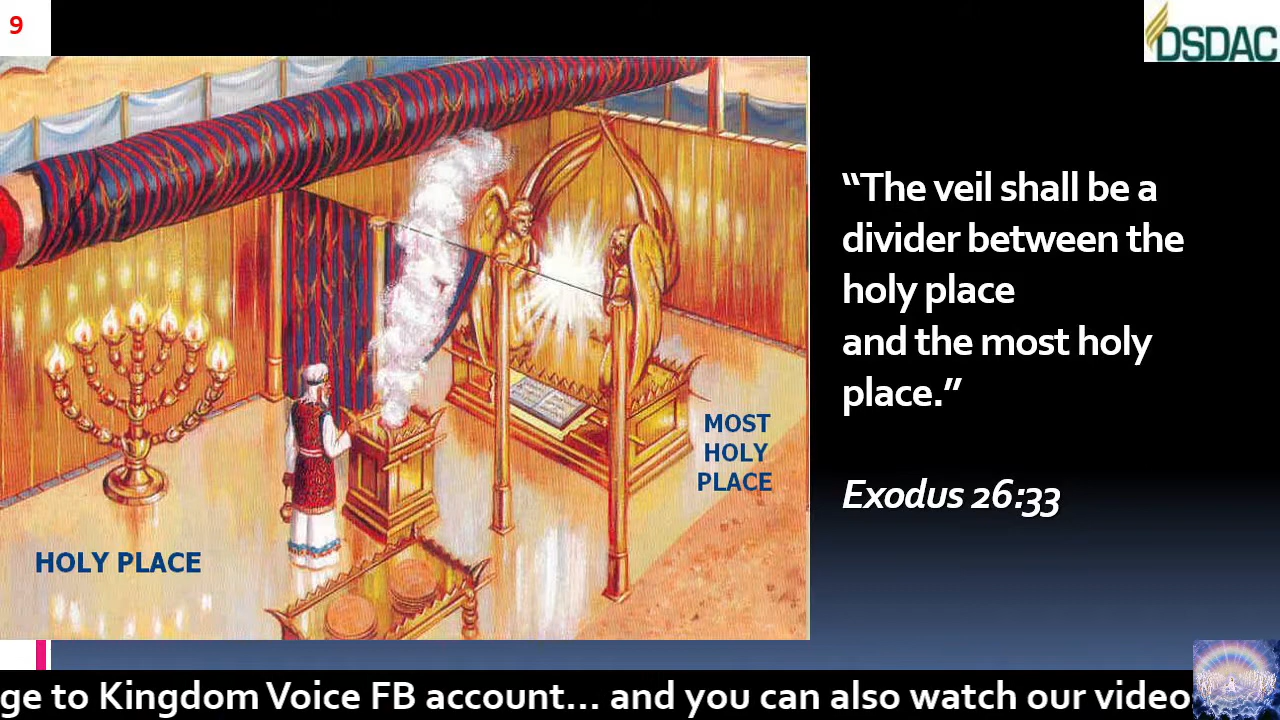 9
DSDAC
“The veil shall be a
divider between the
holy place
and the most holy
place.”
Exodus 26:33
MOST
HOLY
PLACE
HOLY PLACE
ge to Kingdom Voice FB account... and you can also watch our video